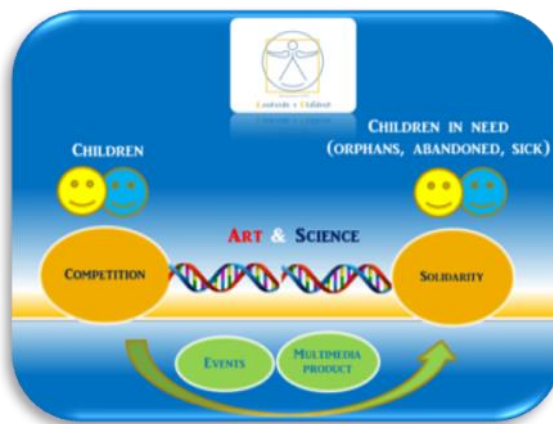 CHILDREN
CHILDREN IN NEED
(ORPHANS, ABANDONED, SICK)
ART & SCIENCE
COMPETITION
SOLIDARITY
EVENTS
MULTIMEDIA
PRODUCT